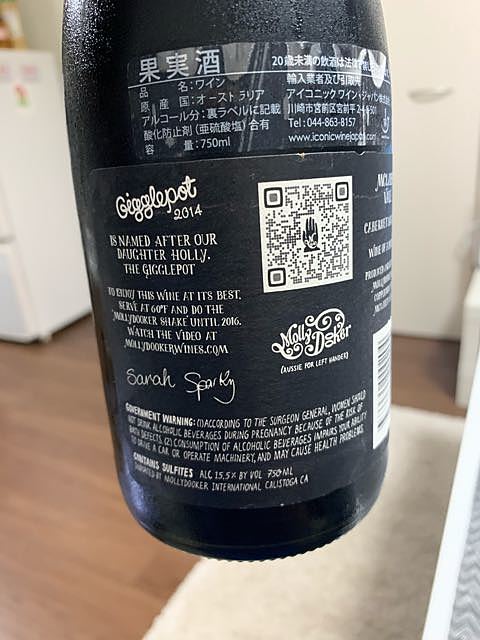 果実酒
20歳未満の飲酒は法律で
品 名:ワイン
原 産 国:オーストラリア
アルコール分:裏ラベルに記載
酸化防止剤(亜硫酸塩)含有
容 量:750ml
輸入業者及び引取先
アイコニック ワイン・ジャパン株式会社
川崎市宮前区宮前平
Tel:044-863-8157
www.iconicwinejapan.com
Gigglepot
2014
IS NAMED AFTER OUR
DAUGHTER HOLLY.
THE GIGGLEPOT
TO ENJOY THIS WINE AT ITS BEST,
SERVE AT 60°F AND DO THE
MOLLYDOOKER SHAKE UNTIL 2016.
WATCH THE VIDEO AT
MOLLYDOOKERWINES.COM
Sarah Sparky
Molly Dooker
(AUSSIE FOR LEFT HANDER)
CABERNET
WINE OF
PRODUCED
GOVERNMENT WARNING: (1) ACCORDING TO THE SURGEON GENERAL, WOMEN SHOULD
NOT DRINK ALCOHOLIC BEVERAGES DURING PREGNANCY BECAUSE OF THE RISK OF
BIRTH DEFECTS. (2) CONSUMPTION OF ALCOHOLIC BEVERAGES IMPAIRS YOUR ABILITY
TO DRIVE A CAR OR OPERATE MACHINERY, AND MAY CAUSE HEALTH PROBLEMS.
CONTAINS SULFITES ALC 15.5% BY VOL 750 ML
IMPORTED BY MOLLYDOOKER INTERNATIONAL CALISTOGA CA